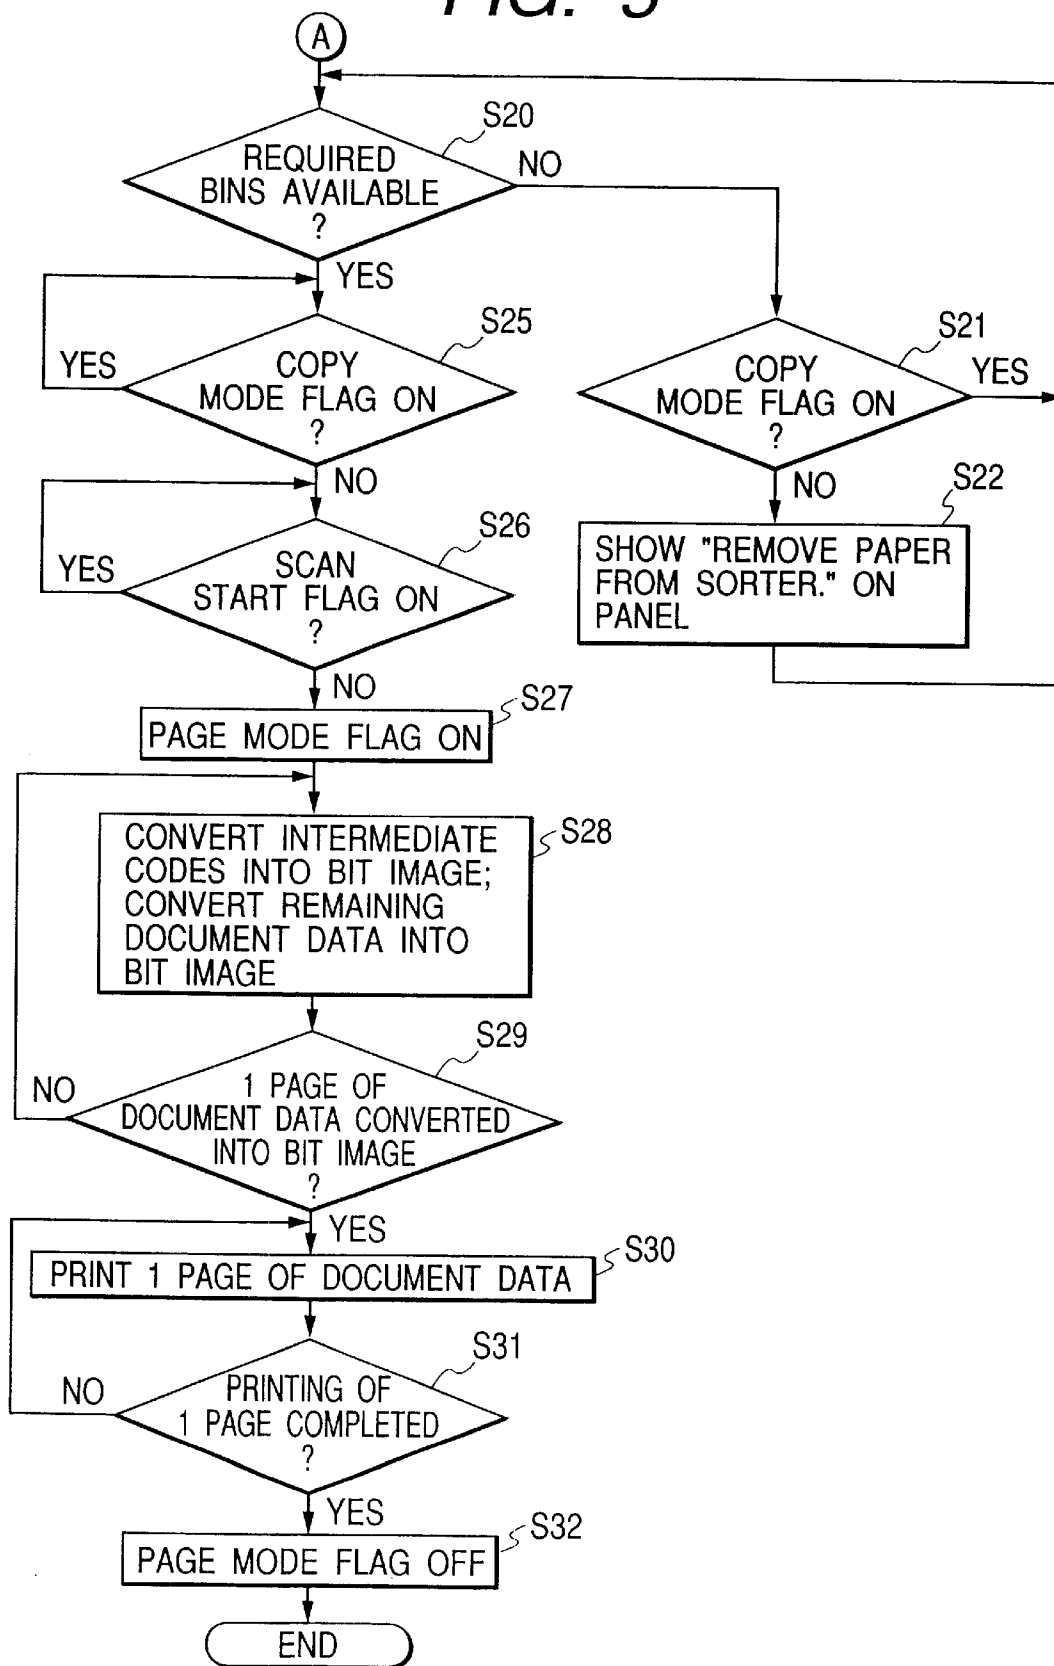 A
S20
REQUIRED
BINS AVAILABLE
?
NO
YES
S25
YES
COPY
MODE FLAG ON
?
NO
S21
COPY
MODE FLAG ON
?
YES
NO
S22
SHOW "REMOVE PAPER
FROM SORTER." ON
PANEL
S26
YES
SCAN
START FLAG ON
?
NO
S27
PAGE MODE FLAG ON
S28
CONVERT INTERMEDIATE
CODES INTO BIT IMAGE;
CONVERT REMAINING
DOCUMENT DATA INTO
BIT IMAGE
S29
NO
1 PAGE OF
DOCUMENT DATA CONVERTED
INTO BIT IMAGE
?
YES
S30
PRINT 1 PAGE OF DOCUMENT DATA
S31
NO
PRINTING OF
1 PAGE COMPLETED
?
YES
S32
PAGE MODE FLAG OFF
END